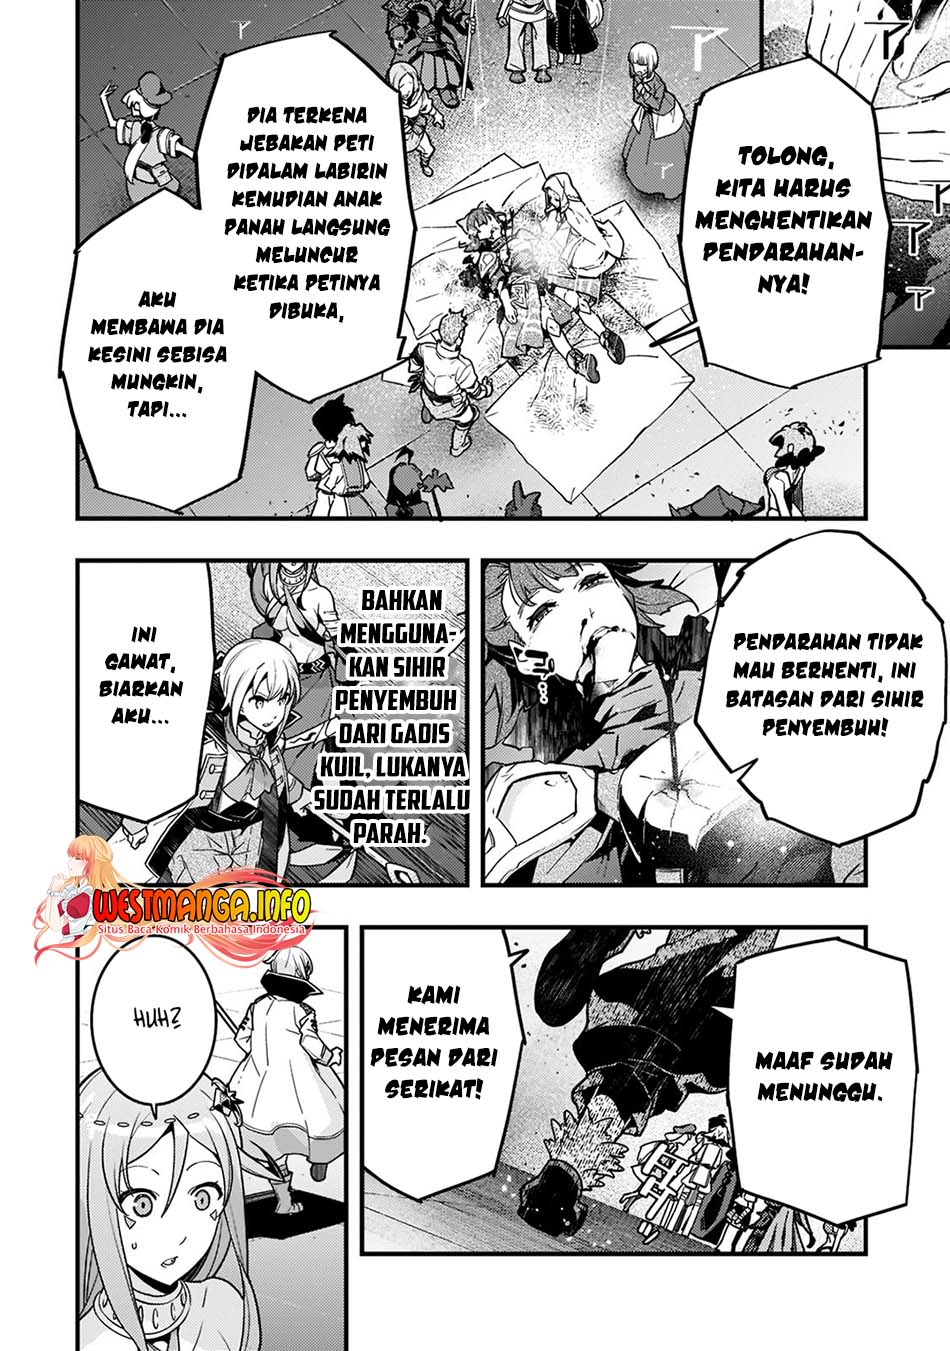 TOLONG,
KITA HARUS
MENGHENTIKAN
PENDARAHAN-
NYA!
DIA TERKENA
JEBAKAN PETI
DIDALAM LABIRIN
KEMUDIAN ANAK
PANAH LANGSUNG
MELUNCUR
KETIKA PETINYA
DIBUKA,
AKU
MEMBAWA DIA
KESINI SEBISA
MUNGKIN,
TAPI...
PENDARAHAN TIDAK
MAU BERHENTI, INI
BATASAN DARI SIHIR
PENYEMBUH!
BAHKAN
MENGGUNA-
KAN SIHIR
PENYEMBUH
DARI GADIS
KUIL, LUKANYA
SUDAH TERLALU
PARAH.
INI
GAWAT,
BIARKAN
AKU...
WESTMANGA.INFO
Situs Baca Komik Berbahasa Indonesia
MAAF SUDAH
MENUNGGU.
KAMI
MENERIMA
PESAN DARI
SERIKAT!
HUH?